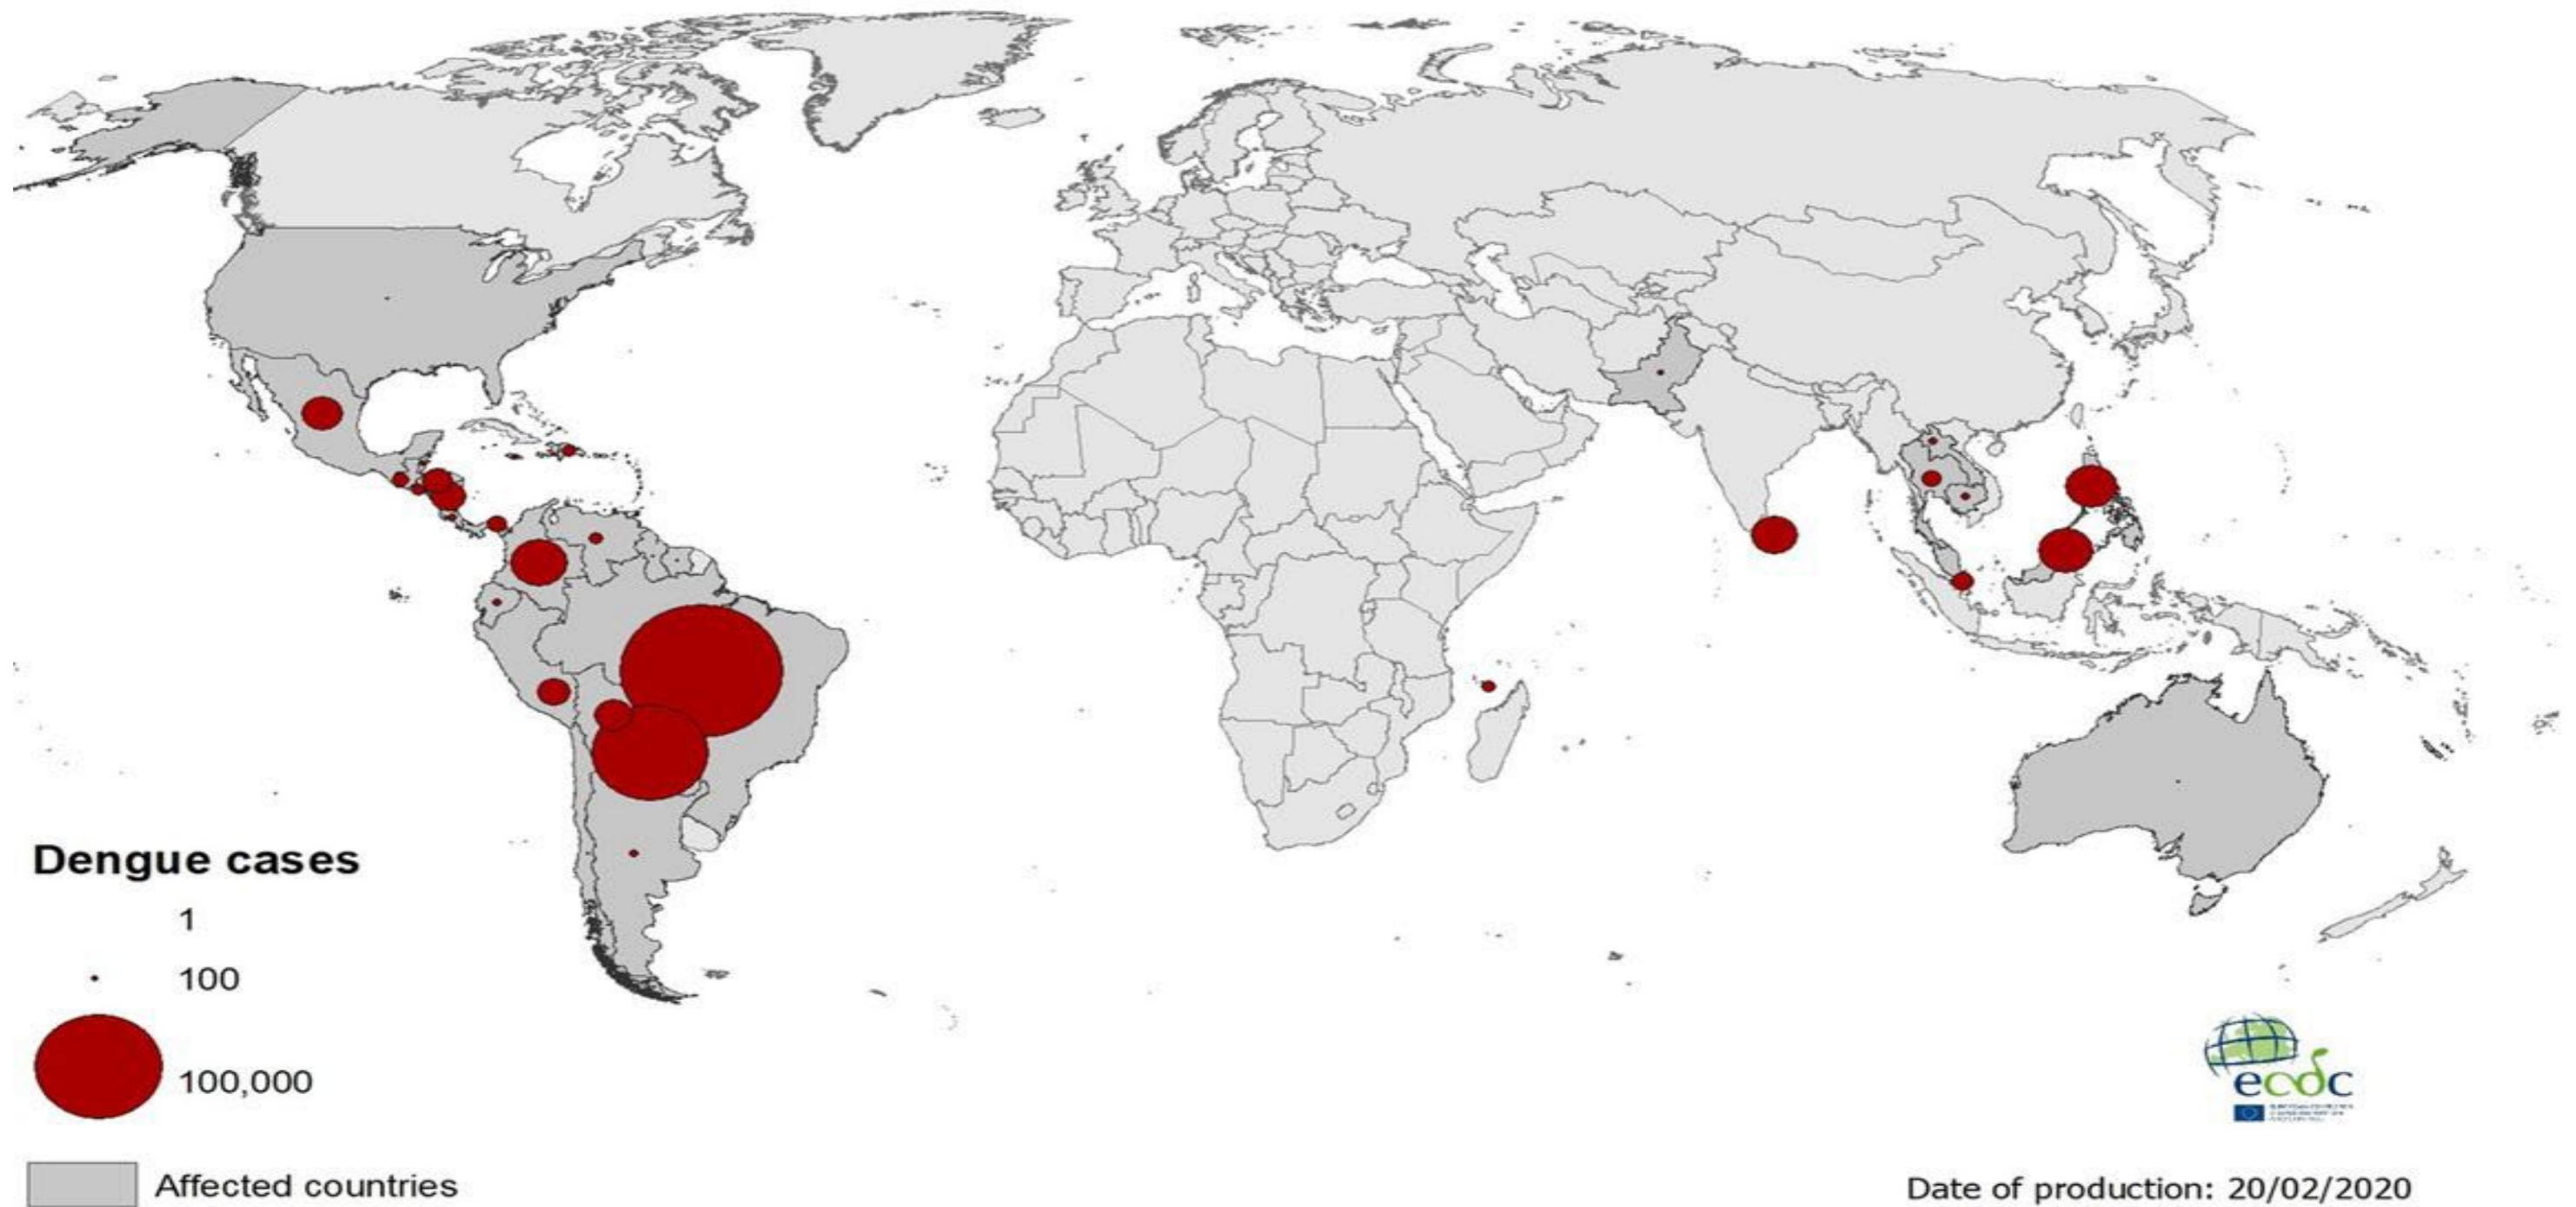 Dengue cases
1
100
100,000
Affected countries
ecdc
Date of production: 20/02/2020